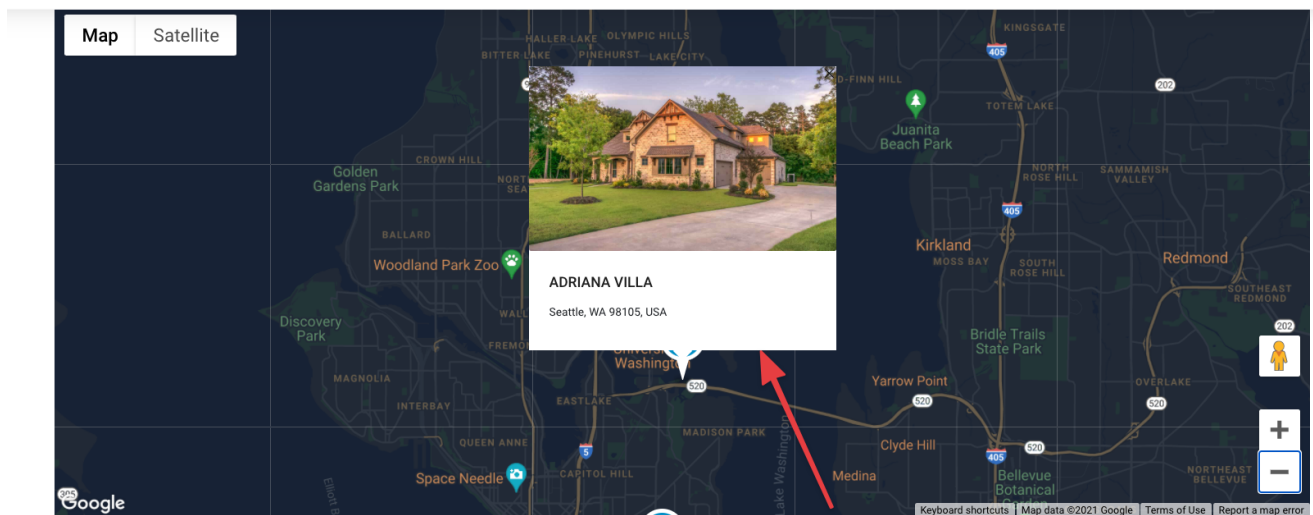 Map Satellite
HALLER LAKE OLYMPIC HILLS
KINGSGATE
BITTER LAKE PINEHURST LAKE CITY
405
D-FINN HILL
202
TOTEM LAKE
Juanita
Beach Park
CROWN HILL
Golden
Gardens Park
NORTH
ROSE HILL
SAMMAMISH
VALLEY
405
BALLARD
Woodland Park Zoo
Kirkland
MOSS BAY
SOUTH
ROSE HILL
Redmond
SOUTHEAST
REDMOND
ADRIANA VILLA
Seattle, WA 98105, USA
Discovery
Park
WALL
FREMON
202
Bridle Trails
State Park
Washington
MAGNOLIA
520
Yarrow Point
OVERLAKE
INTERBAY
EASTLAKE
520
520
QUEEN ANNE
MADISON PARK
Lake Washington
Clyde Hill
520
5
405
Space Needle
CAPITOL HILL
Medina
Bellevue
Botanical
NORTHEAST
BELLEVUE
Google
Keyboard shortcuts Map data ©2021 Google Terms of Use Report a map error